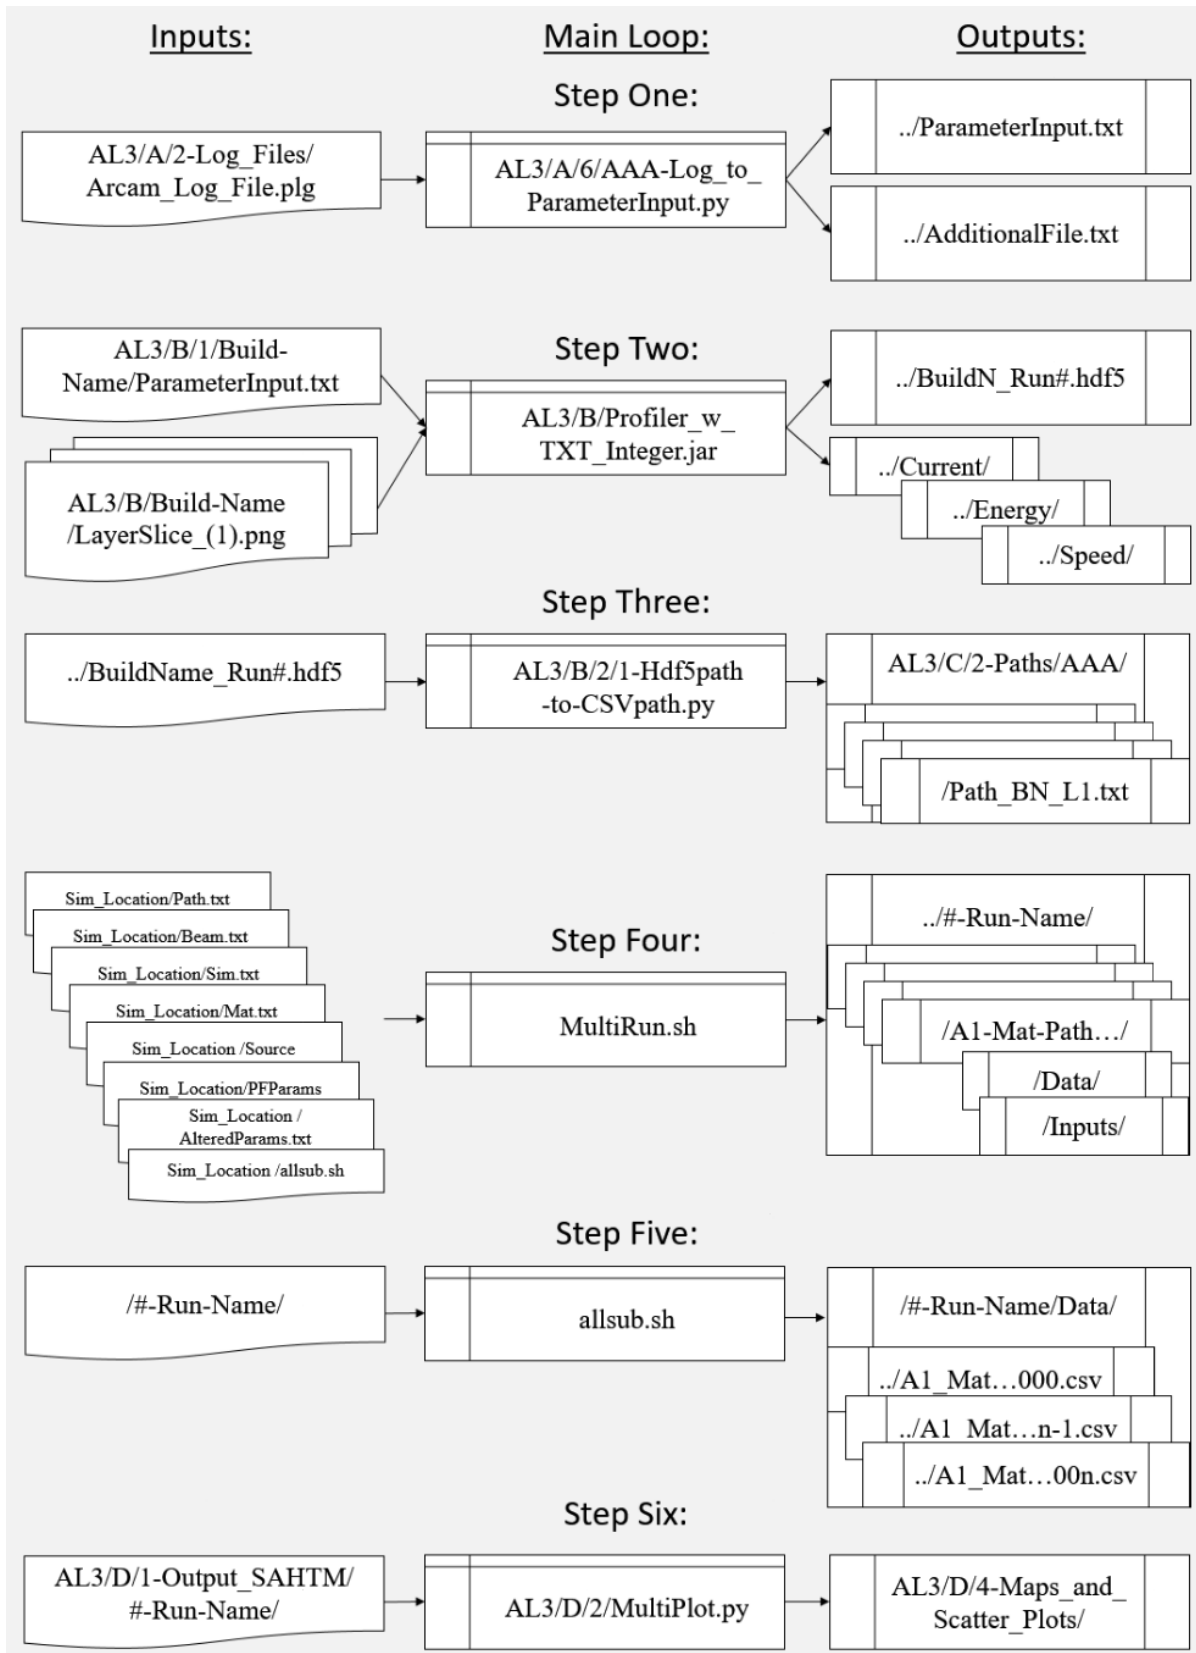 Inputs:
Main Loop:
Outputs:
Step One:
AL3/A/2-Log_Files/
Arcam_Log_File.plg
AL3/A/6/AAA-Log_to_
ParameterInput.py
../ParameterInput.txt
../AdditionalFile.txt
Step Two:
AL3/B/1/Build-
Name/ParameterInput.txt
AL3/B/Build-Name
/LayerSlice_(1).png
AL3/B/Profiler_w_
TXT_Integer.jar
../BuildN_Run#.hdf5
../Current/
../Energy/
../Speed/
Step Three:
../BuildName_Run#.hdf5
AL3/B/2/1-Hdf5path
-to-CSVpath.py
AL3/C/2-Paths/AAA/
/Path_BN_L1.txt
Step Four:
Sim_Location/Path.txt
Sim_Location/Beam.txt
Sim_Location/Sim.txt
Sim_Location/Mat.txt
Sim_Location /Source
Sim_Location/PFParams
Sim_Location /
AlteredParams.txt
Sim_Location /allsub.sh
MultiRun.sh
../#-Run-Name/
/A1-Mat-Path…/
/Data/
/Inputs/
Step Five:
/#-Run-Name/
allsub.sh
/#-Run-Name/Data/
../A1_Mat…000.csv
../A1_Mat…n-1.csv
../A1_Mat…00n.csv
Step Six:
AL3/D/1-Output_SAHTM/
#-Run-Name/
AL3/D/2/MultiPlot.py
AL3/D/4-Maps_and_
Scatter_Plots/